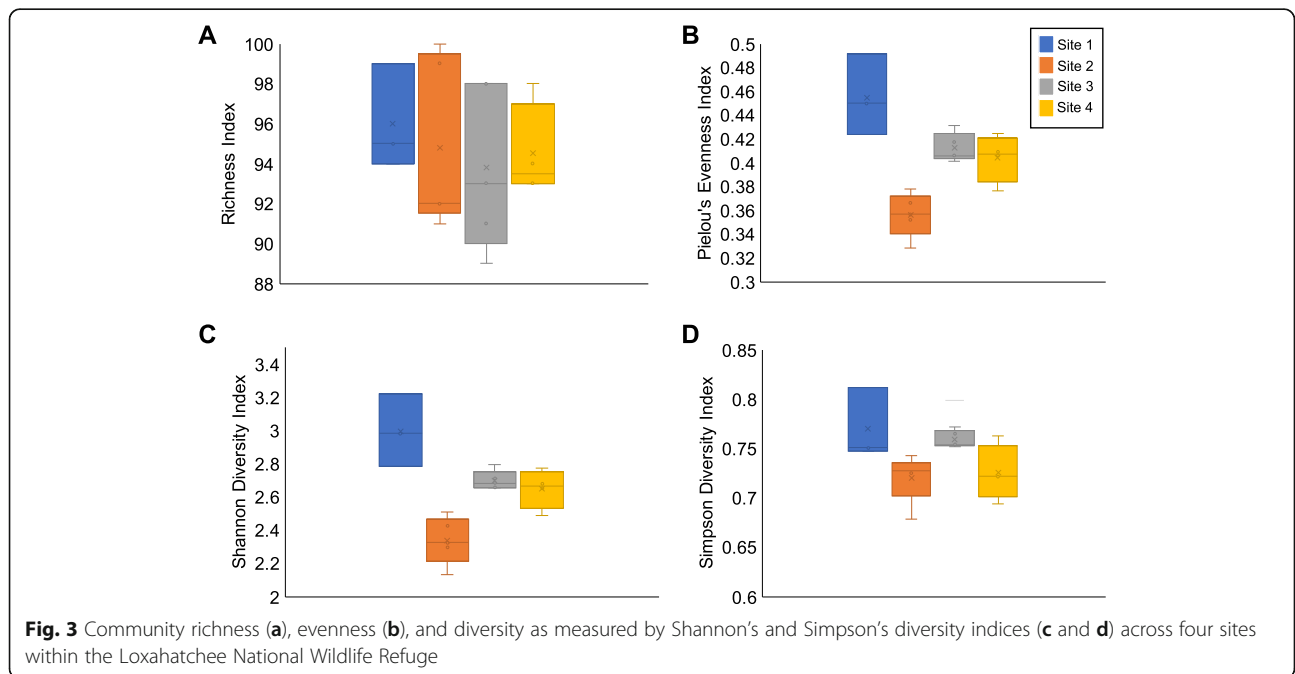 A
Richness Index
100
98
96
94
92
90
88
B
Pielou's Evenness Index
0.5
0.48
0.46
0.44
0.42
0.4
0.38
0.36
0.34
0.32
0.3
Site 1
Site 2
Site 3
Site 4
C
Shannon Diversity Index
3.4
3.2
3
2.8
2.6
2.4
2.2
2
D
Simpson Diversity Index
0.85
0.8
0.75
0.7
0.65
0.6
Fig. 3 Community richness (a), evenness (b), and diversity as measured by Shannon's and Simpson's diversity indices (c and d) across four sites
within the Loxahatchee National Wildlife Refuge